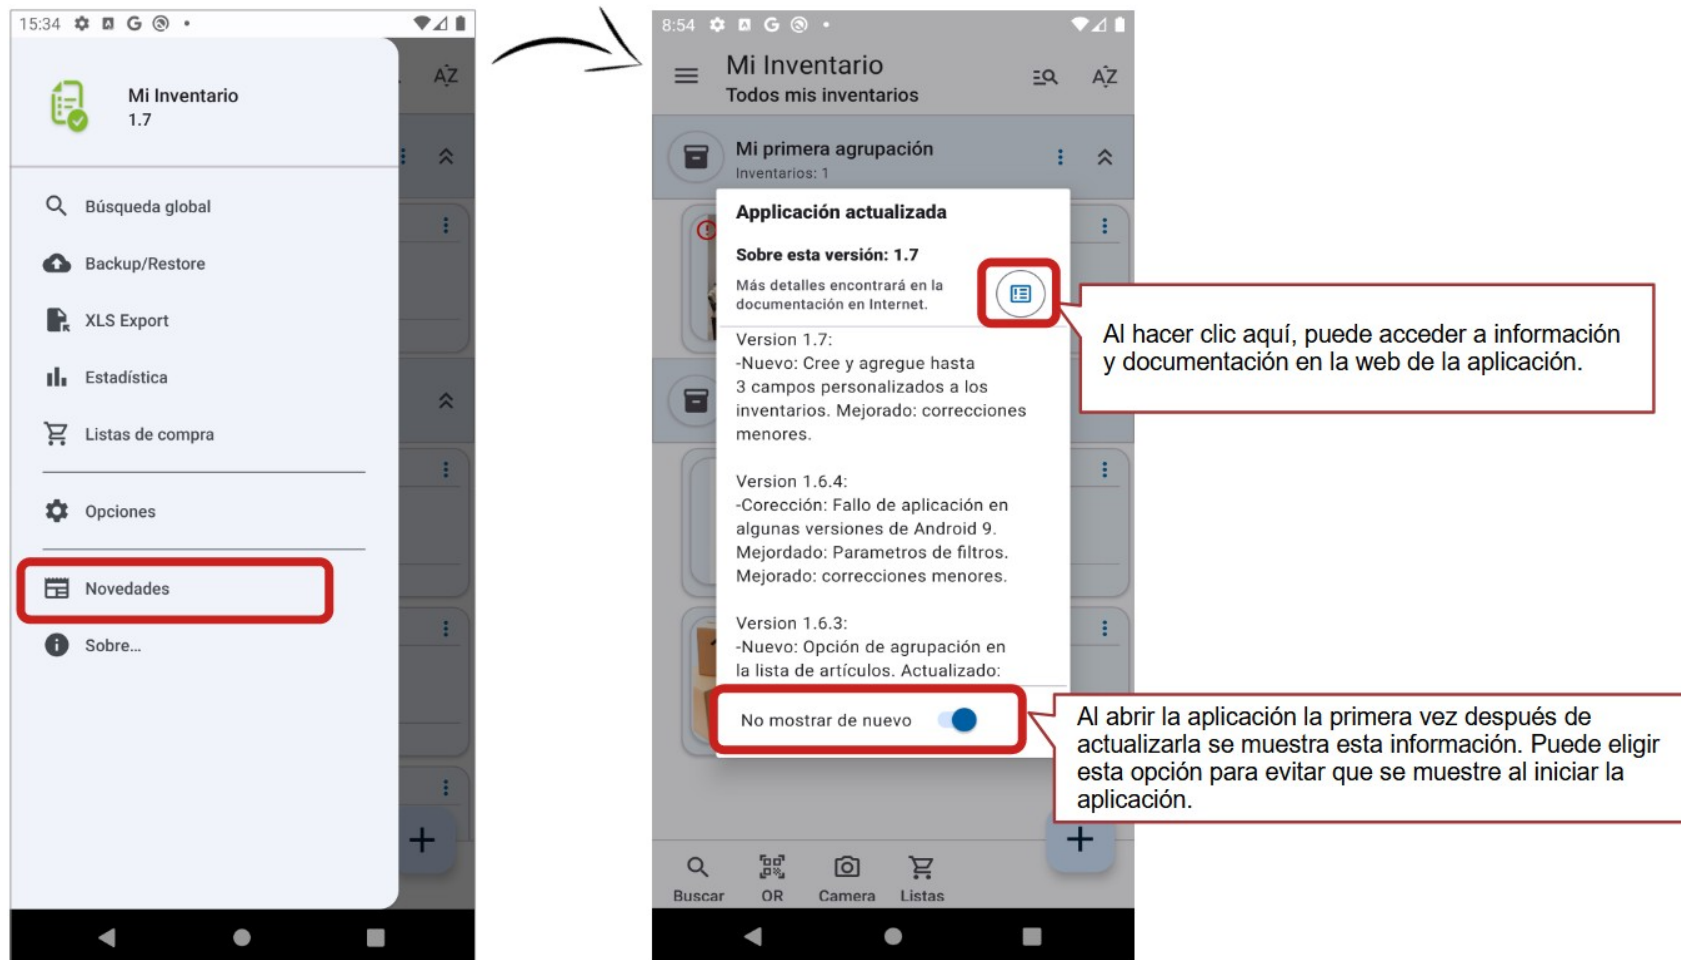 15:34
Mi Inventario
1.7
Búsqueda global
Backup/Restore
XLS Export
Estadística
Listas de compra
Opciones
Novedades
Sobre...
AZ
8:54
Mi Inventario
Todos mis inventarios
AZ
Mi primera agrupación
Inventarios: 1
Applicación actualizada
Sobre esta versión: 1.7
Más detalles encontrará en la
documentación en Internet.
Version 1.7:
-Nuevo: Cree y agregue hasta
3 campos personalizados a los
inventarios. Mejorado: correcciones
menores.
Version 1.6.4:
-Corección: Fallo de aplicación en
algunas versiones de Android 9.
Mejordado: Parametros de filtros.
Mejorado: correcciones menores.
Version 1.6.3:
-Nuevo: Opción de agrupación en
la lista de artículos. Actualizado:
No mostrar de nuevo
Buscar
QR
Camera
Listas
Al hacer clic aquí, puede acceder a información
y documentación en la web de la aplicación.
Al abrir la aplicación la primera vez después de
actualizarla se muestra esta información. Puede eligir
esta opción para evitar que se muestre al iniciar la
aplicación.